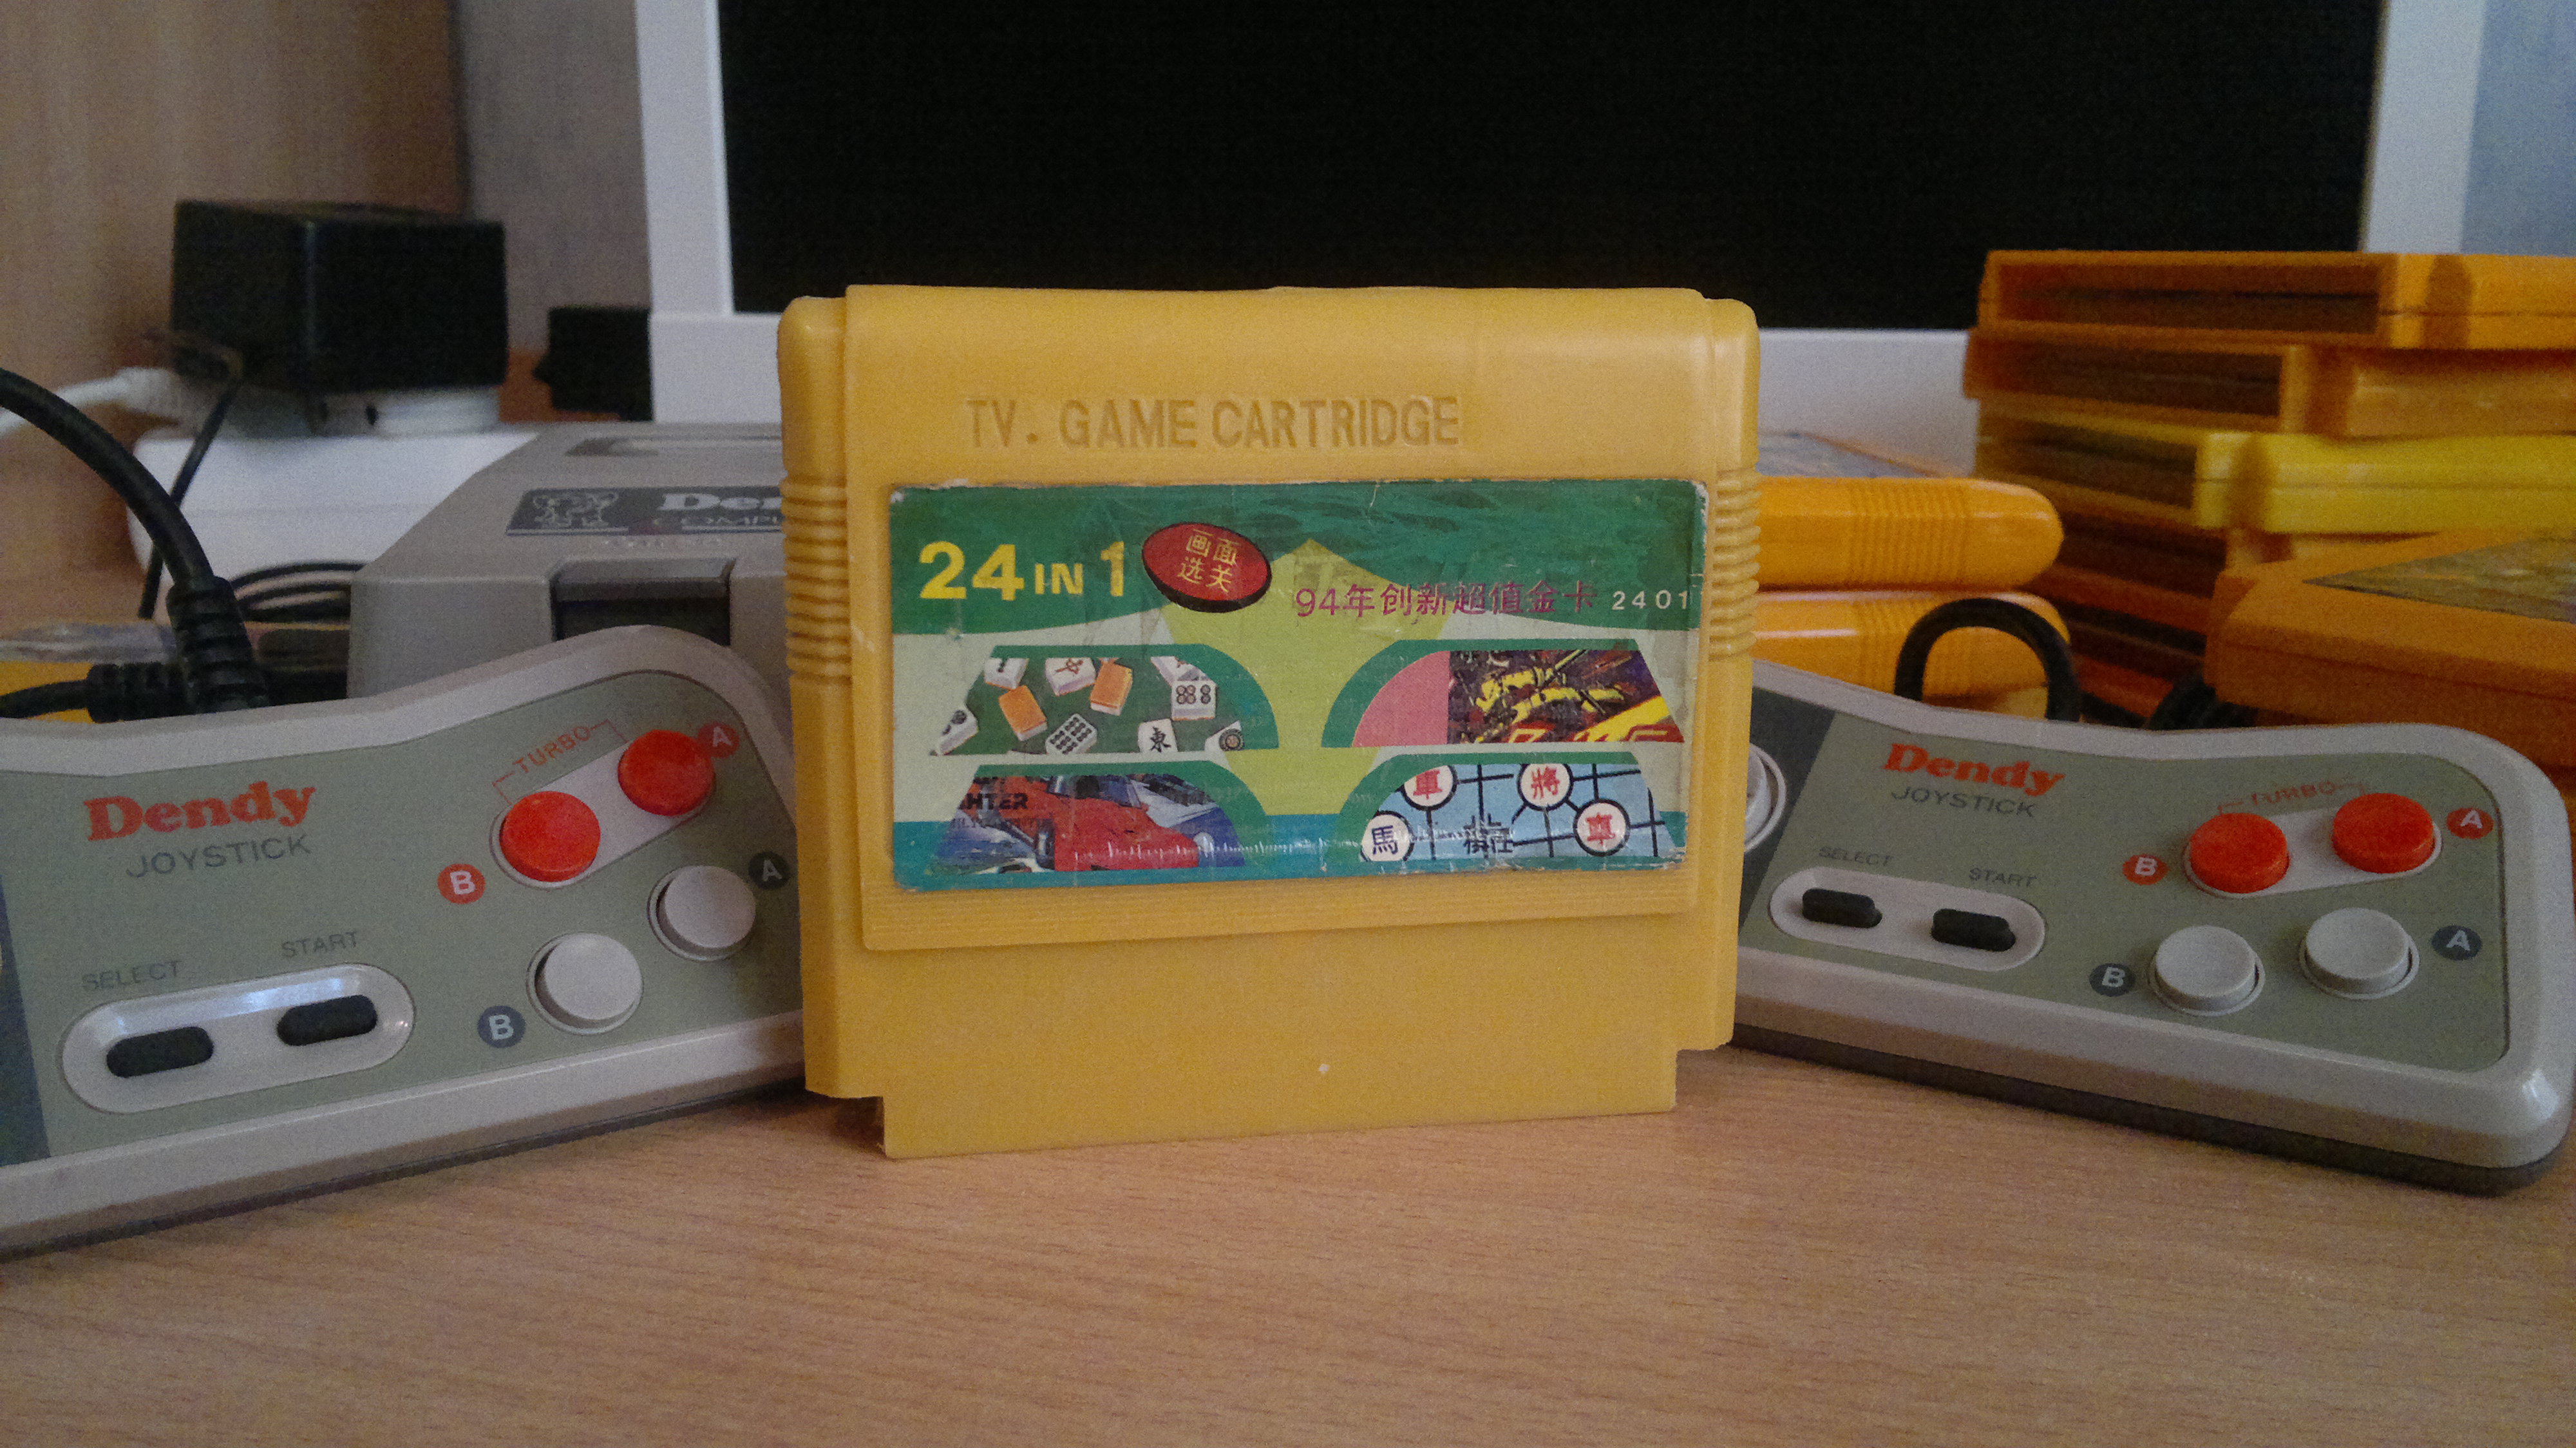 TV. GAME CARTRIDGE
24 IN 1
画面
选关
94年创新超值金卡 2401
東
HTER
車 將
馬 車
Dendy
JOYSTICK
TURBO
A
B
A
B
SELECT START
Dendy
JOYSTICK
TURBO
A
B
A
B
SELECT START